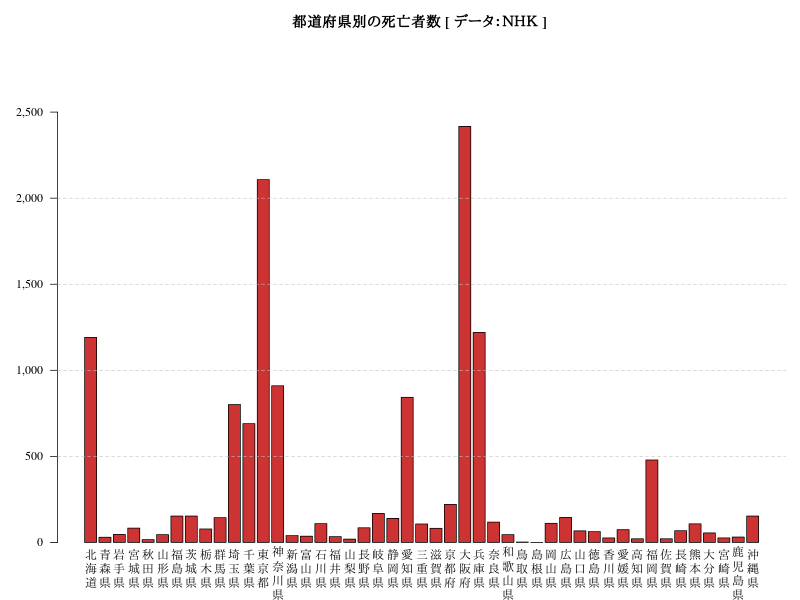 都道府県別の死亡者数 [ データ：NHK ]
2,500
2,000
1,500
1,000
500
0
北海道
青森県
岩手県
宮城県
秋田県
山形県
福島県
茨城県
栃木県
群馬県
埼玉県
千葉県
東京都
神奈川県
新潟県
富山県
石川県
福井県
山梨県
長野県
岐阜県
静岡県
愛知県
三重県
滋賀県
京都府
大阪府
兵庫県
奈良県
和歌山県
鳥取県
島根県
岡山県
広島県
山口県
徳島県
香川県
愛媛県
高知県
福岡県
佐賀県
長崎県
熊本県
大分県
宮崎県
鹿児島県
沖縄県